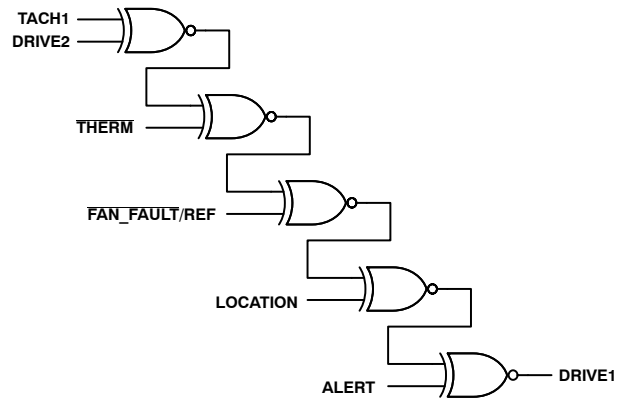 TACH1
DRIVE2
THERM
FAN_FAULT/REF
LOCATION
ALERT
DRIVE1